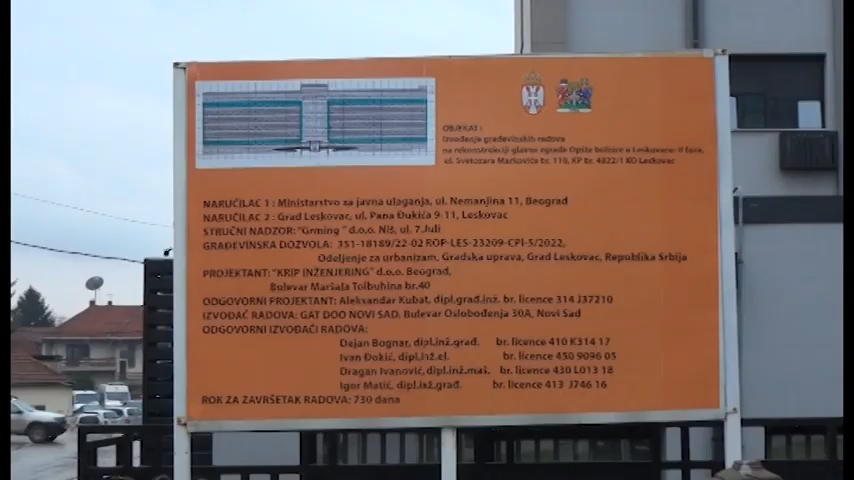 OBJEKAT:
Izvođenje građevinskih radova
na rekonstrukciji glavne zgrade Opšte bolnice u Leskovcu- II faza,
ul. Svetozara Markovića br. 110, KP br. 4822/1 KO Leskovac
NARUČILAC 1 : Ministarstvo za javna ulaganja, ul. Nemanjina 11, Beograd
NARUČILAC 2 : Grad Leskovac, ul. Pana Đukića 9-11, Leskovac
STRUČNI NADZOR: "Grming" d.o.o. Niš, ul. 7.Juli
GRAĐEVINSKA DOZVOLA: 351-18189/22-02 ROP-LES-23209-CPI-5/2022,
Odeljenje za urbanizam, Gradska uprava, Grad Leskovac, Republika Srbija
PROJEKTANT: "KRIP INŽENJERING" d.o.o. Beograd,
Bulevar Maršala Tolbuhina br.40
ODGOVORNI PROJEKTANT: Aleksandar Kubat, dipl.građ.inž. br. licence 314 J37210
IZVOĐAČ RADOVA: GAT DOO NOVI SAD, Bulevar Oslobođenja 30A, Novi Sad
ODGOVORNI IZVOĐAČI RADOVA:
Dejan Bognar, dipl.inž.građ. br. licence 410 K314 17
Ivan Đokić, dipl.inž.el. br. licence 450 9096 05
Dragan Ivanović, dipl.inž.maš. br. licence 430 L013 18
Igor Matić, dipl.inž.građ. br. licence 413 J746 16
ROK ZA ZAVRŠETAK RADOVA: 730 dana